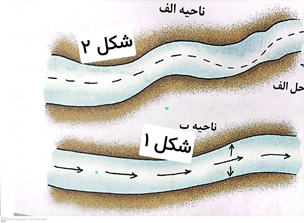 ناحیه الف
شکل ۲
حل الف
ناحیه ب
شکل ۱